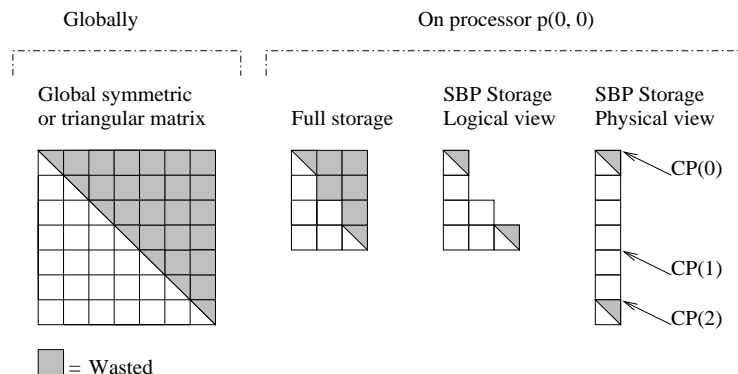 Globally
On processor p(0, 0)
Global symmetric
or triangular matrix
Full storage
SBP Storage
Logical view
SBP Storage
Physical view
CP(0)
CP(1)
CP(2)
= Wasted